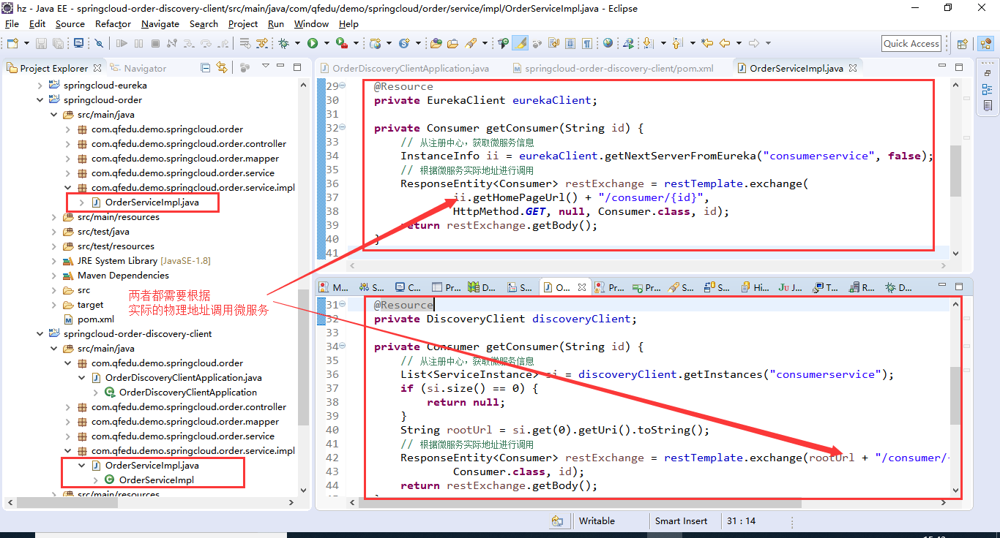 hz - Java EE - springcloud-order-discovery-client/src/main/java/com/qfedu/demo/springcloud/order/service/impl/OrderServiceImpl.java - Eclipse
File Edit Source Refactor Navigate Search Project Run Window Help
Quick Access
Project Explorer
Navigator
springcloud-eureka
springcloud-order
src/main/java
com.qfedu.demo.springcloud.order
com.qfedu.demo.springcloud.order.controller
com.qfedu.demo.springcloud.order.mapper
com.qfedu.demo.springcloud.order.service
com.qfedu.demo.springcloud.order.service.impl
OrderServiceImpl.java
src/main/resources
src/test/java
src/test/resources
JRE System Library [JavaSE-1.8]
Maven Dependencies
src
target
pom.xml
两者都需要根据
实际的物理地址调用微服务
springcloud-order-discovery-client
src/main/java
com.qfedu.demo.springcloud.order
OrderDiscoveryClientApplication.java
OrderDiscoveryClientApplication
com.qfedu.demo.springcloud.order.controller
com.qfedu.demo.springcloud.order.mapper
com.qfedu.demo.springcloud.order.service
com.qfedu.demo.springcloud.order.service.impl
OrderServiceImpl.java
OrderServiceImpl
src/main/resources
OrderDiscoveryClientApplication.java
springcloud-order-discovery-client/pom.xml
OrderServiceImpl.java
29 @Resource
30 private EurekaClient eurekaClient;
31
32 private Consumer getConsumer(String id) {
33 // 从注册中心，获取微服务信息
34 InstanceInfo ii = eurekaClient.getNextServerFromEureka("consumerservice", false);
35 // 根据微服务实际地址进行调用
36 ResponseEntity<Consumer> restExchange = restTemplate.exchange(
37 ii.getHomePageUrl() + "/consumer/{id}",
38 HttpMethod.GET, null, Consumer.class, id);
39 return restExchange.getBody();
40 }
41
M... S... C... Pr... D... S... O... Pr... Pr... S... S... Hi... J... T... R... D...
31 @Resource
32 private DiscoveryClient discoveryClient;
33
34 private Consumer getConsumer(String id) {
35 // 从注册中心，获取微服务信息
36 List<ServiceInstance> si = discoveryClient.getInstances("consumerservice");
37 if (si.size() == 0) {
38 return null;
39 }
40 String rootUrl = si.get(0).getUri().toString();
41 // 根据微服务实际地址进行调用
42 ResponseEntity<Consumer> restExchange = restTemplate.exchange(rootUrl + "/consumer/
43 Consumer.class, id);
44 return restExchange.getBody();
Writable
Smart Insert
31 : 14